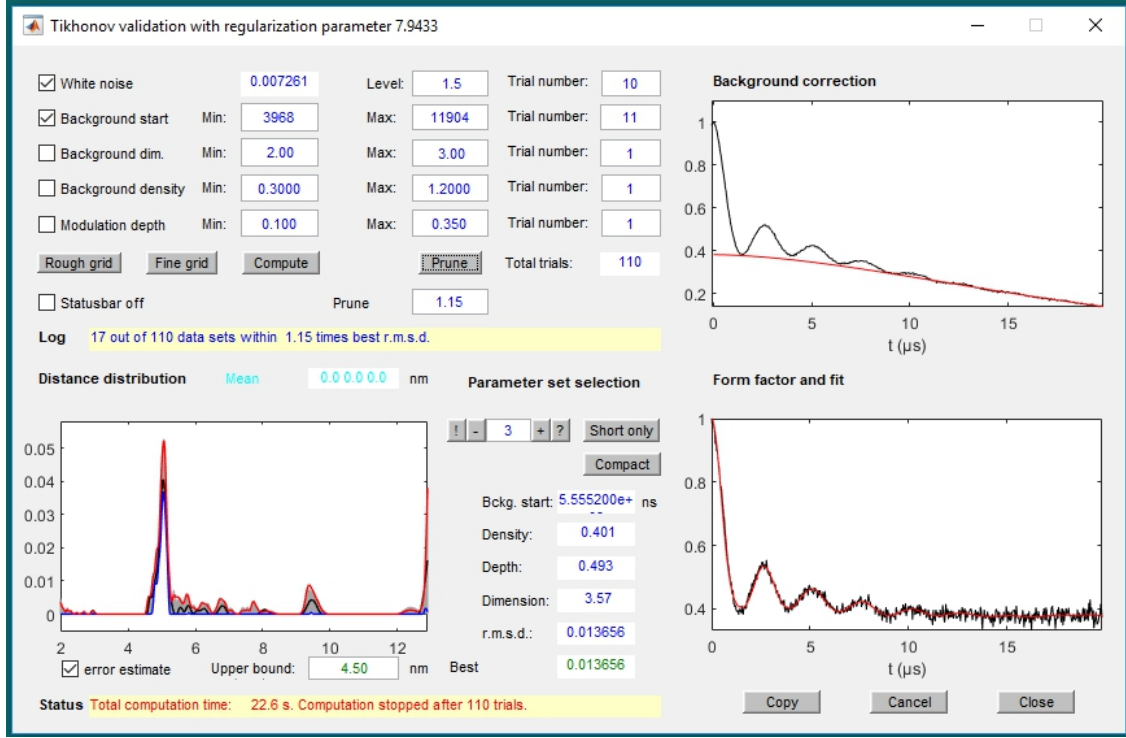 Tikhonov validation with regularization parameter 7.9433
White noise 0.007261 Level: 1.5 Trial number: 10
Background start Min: 3968 Max: 11904 Trial number: 11
Background dim. Min: 2.00 Max: 3.00 Trial number: 1
Background density Min: 0.3000 Max: 1.2000 Trial number: 1
Modulation depth Min: 0.100 Max: 0.350 Trial number: 1
Rough grid Fine grid Compute Prune Total trials: 110
Statusbar off Prune 1.15
Log 17 out of 110 data sets within 1.15 times best r.m.s.d.
Background correction
1
0.8
0.6
0.4
0.2
0 5 10 15
t (µs)
Distance distribution Mean 0.0 0.0 0.0 nm
0.05
0.04
0.03
0.02
0.01
0
2 4 6 8 10 12
error estimate Upper bound: 4.50 nm
Parameter set selection
! - 3 + ? Short only
Compact
Bckg. start: 5.555200e+ ns
Density: 0.401
Depth: 0.493
Dimension: 3.57
r.m.s.d.: 0.013656
Best 0.013656
Form factor and fit
1
0.8
0.6
0.4
0 5 10 15
t (µs)
Status Total computation time: 22.6 s. Computation stopped after 110 trials.
Copy Cancel Close